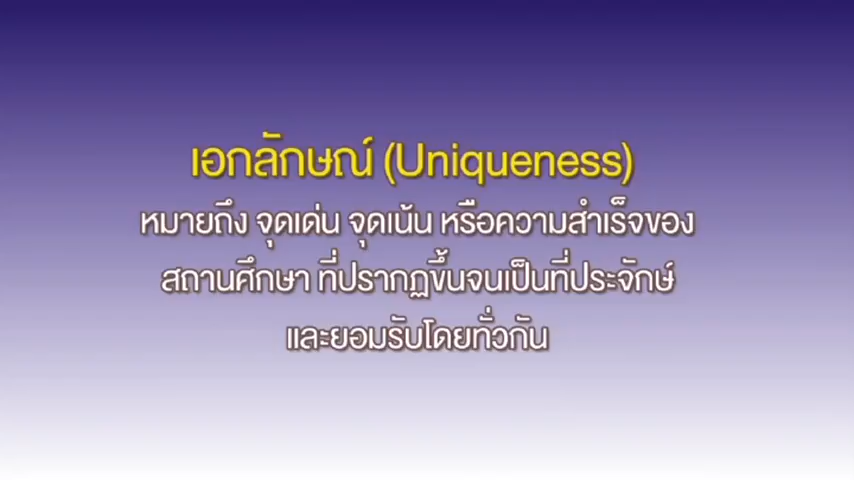 เอกลักษณ์ (Uniqueness)
หมายถึง จุดเด่น จุดเน้น หรือความสำเร็จของ
สถานศึกษา ที่ปรากฏขึ้นจนเป็นที่ประจักษ์
และยอมรับโดยทั่วกัน